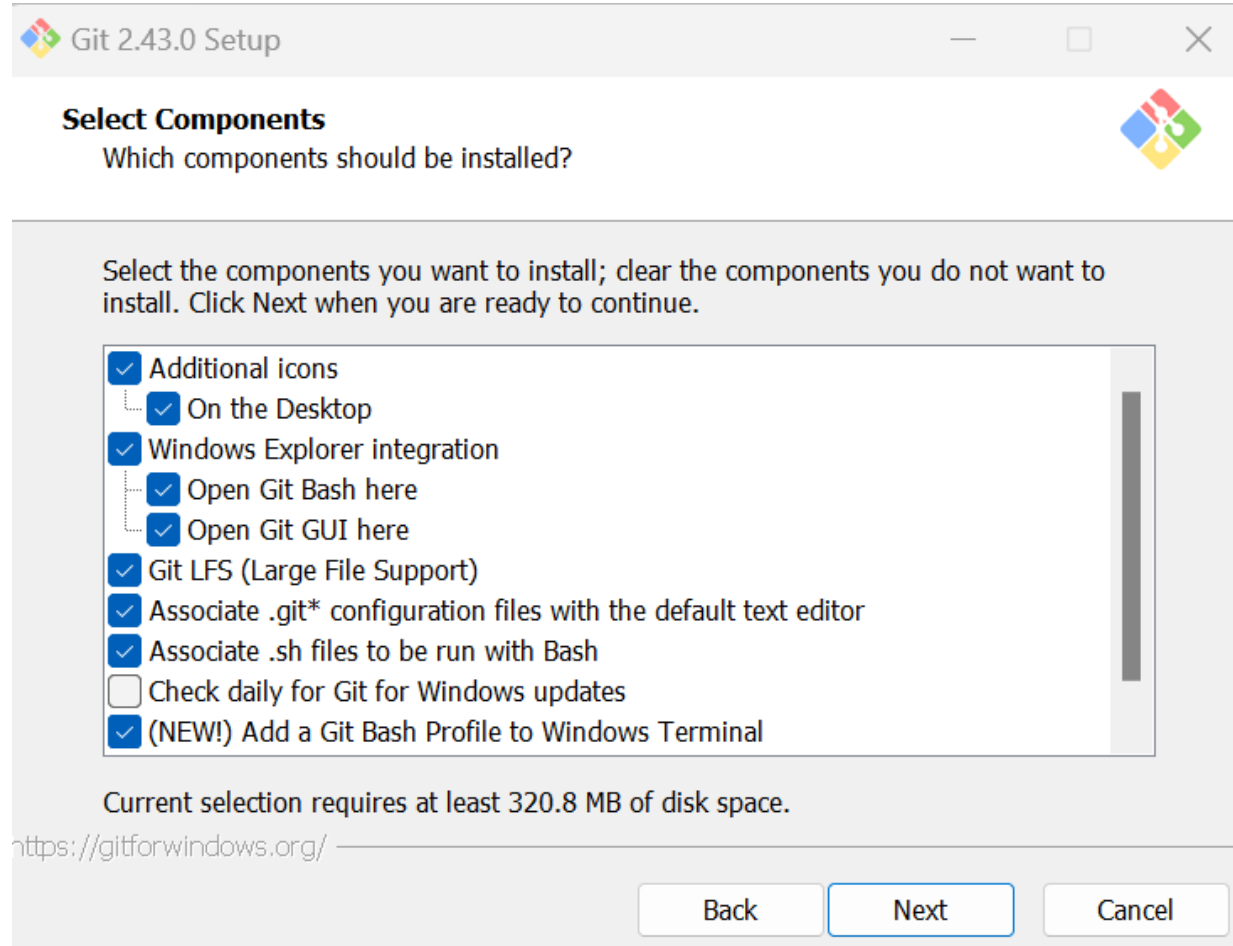 Git 2.43.0 Setup
Select Components
Which components should be installed?
Select the components you want to install; clear the components you do not want to
install. Click Next when you are ready to continue.
Additional icons
On the Desktop
Windows Explorer integration
Open Git Bash here
Open Git GUI here
Git LFS (Large File Support)
Associate .git* configuration files with the default text editor
Associate .sh files to be run with Bash
Check daily for Git for Windows updates
(NEW!) Add a Git Bash Profile to Windows Terminal
Current selection requires at least 320.8 MB of disk space.
https://gitforwindows.org/
Back Next Cancel